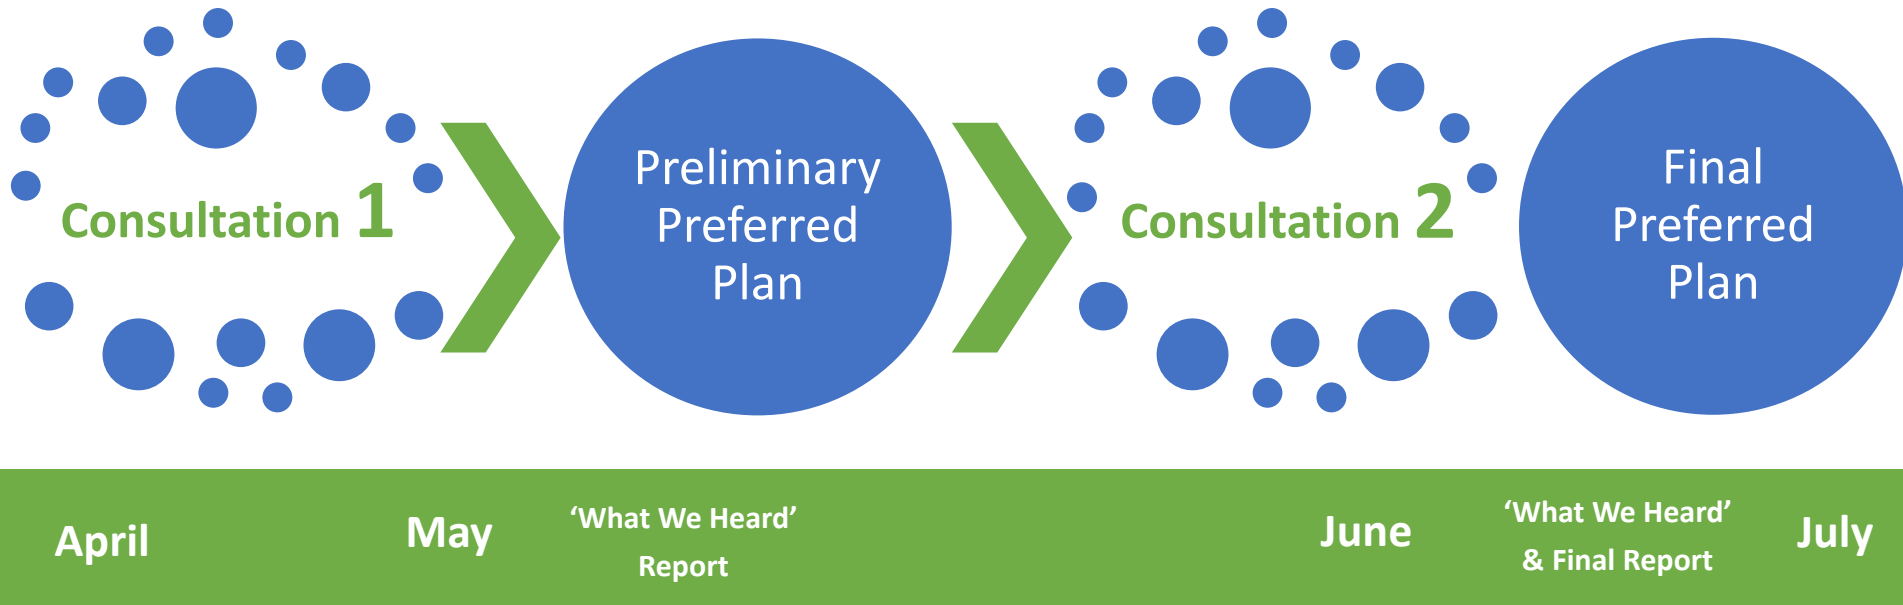 Consultation 1
Preliminary
Preferred
Plan
Consultation 2
Final
Preferred
Plan
April
May
‘What We Heard’
Report
June
‘What We Heard’
& Final Report
July